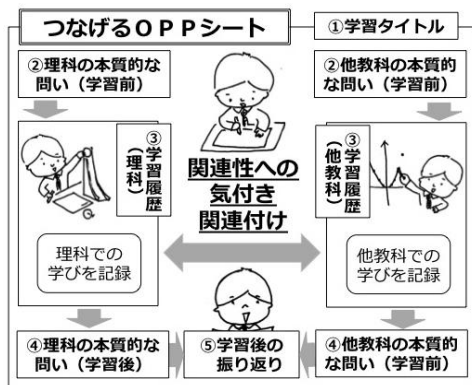 つなげるOPPシート
①学習タイトル
②理科の本質的な
問い(学習前)
②他教科の本質的
な問い(学習前)
③学習履歴
(理科)
関連性への
気付き
関連付け
③学習履歴
(他教科)
理科での
学びを記録
他教科での
学びを記録
④理科の本質的な
問い(学習後)
⑤学習後の
振り返り
④他教科の本質的
な問い(学習前)